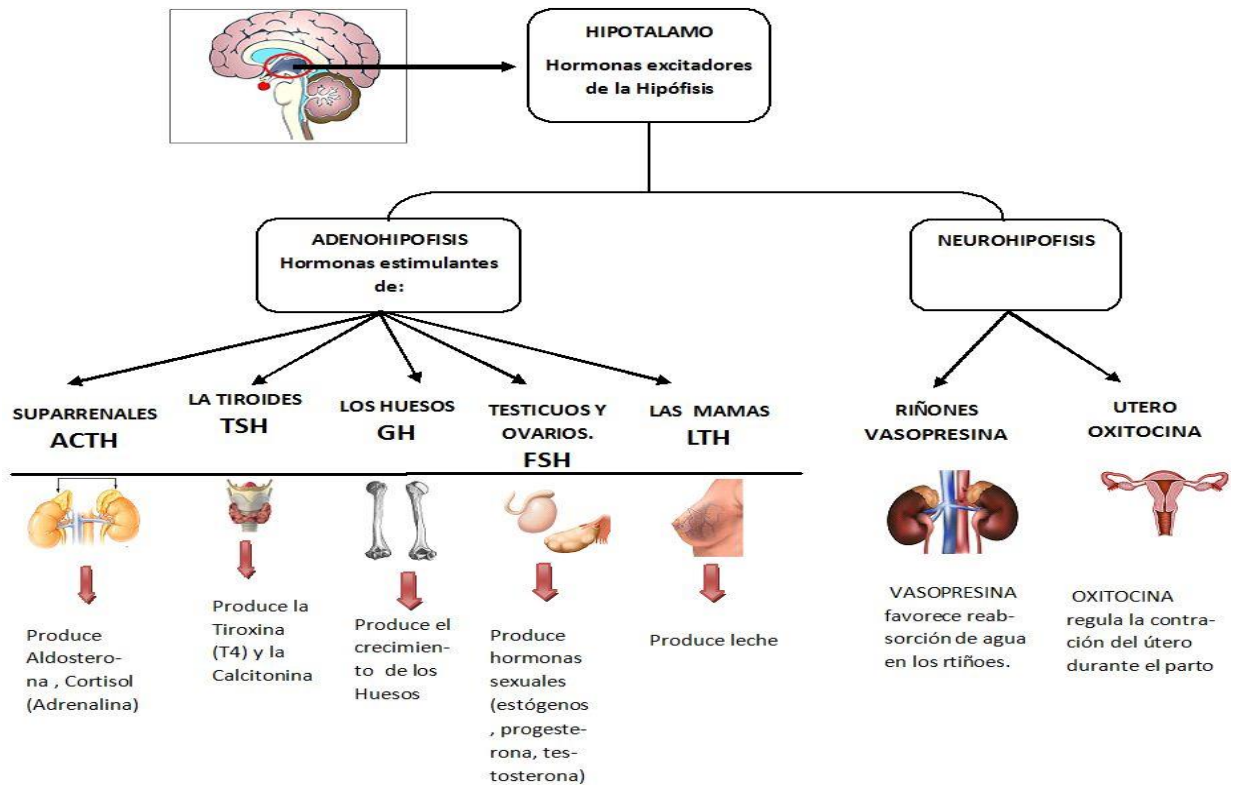 HIPOTALAMO
Hormonas excitadores
de la Hipófisis
ADENOHIPOFISIS
Hormonas estimulantes
de:
NEUROHIPOFISIS
SUPARRENALES
ACTH
LA TIROIDES
TSH
LOS HUESOS
GH
TESTICUOS Y
OVARIOS.
FSH
LAS MAMAS
LTH
RIÑONES
VASOPRESINA
UTERO
OXITOCINA
Produce
Aldostero-
na , Cortisol
(Adrenalina)
Produce la
Tiroxina
(T4) y la
Calcitonina
Produce el
crecimien-
to de los
Huesos
Produce
hormonas
sexuales
(estógenos
, progeste-
rona, tes-
tosterona)
Produce leche
VASOPRESINA
favorece reab-
sorción de agua
en los rtiñoes.
OXITOCINA
regula la contra-
ción del útero
durante el parto